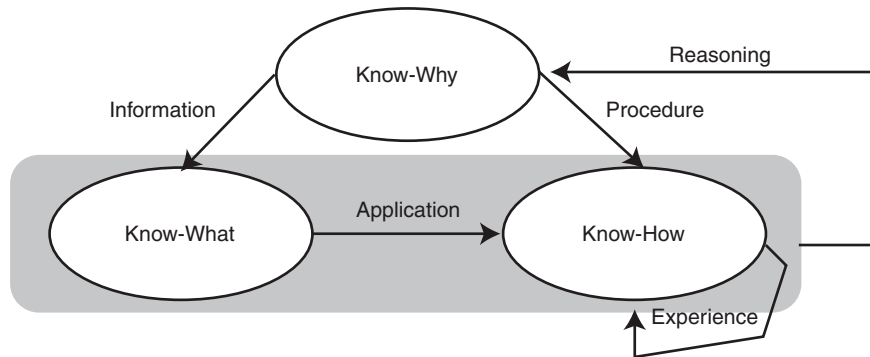 Reasoning
Know-Why
Information
Procedure
Application
Know-What
Know-How
Experience